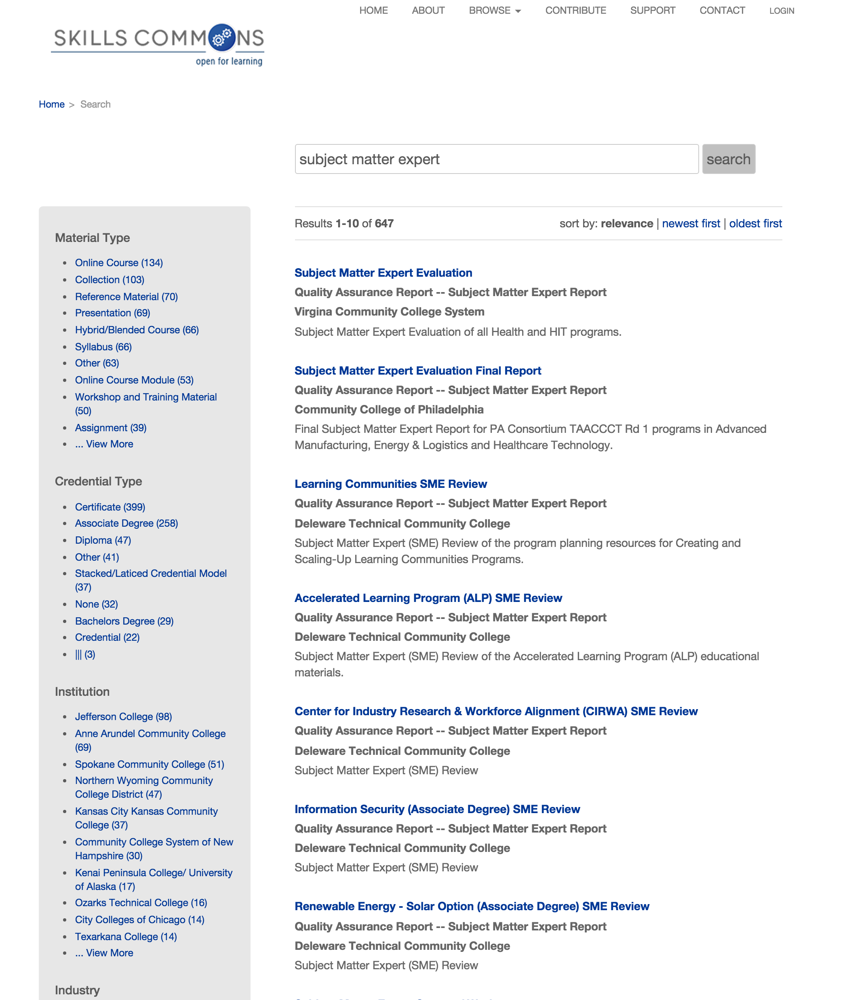 HOME ABOUT BROWSE CONTRIBUTE SUPPORT CONTACT LOGIN
SKILLS COMMONS
open for learning
Home > Search
subject matter expert search
Material Type
Online Course (134)
Collection (103)
Reference Material (70)
Presentation (69)
Hybrid/Blended Course (66)
Syllabus (66)
Other (63)
Online Course Module (53)
Workshop and Training Material
(50)
Assignment (39)
... View More
Credential Type
Certificate (399)
Associate Degree (258)
Diploma (47)
Other (41)
Stacked/Laticed Credential Model
(37)
None (32)
Bachelors Degree (29)
Credential (22)
||| (3)
Institution
Jefferson College (98)
Anne Arundel Community College
(69)
Spokane Community College (51)
Northern Wyoming Community
College District (47)
Kansas City Kansas Community
College (37)
Community College System of New
Hampshire (30)
Kenai Peninsula College/ University
of Alaska (17)
Ozarks Technical College (16)
City Colleges of Chicago (14)
Texarkana College (14)
... View More
Industry
Results 1-10 of 647
sort by: relevance | newest first | oldest first
Subject Matter Expert Evaluation
Quality Assurance Report -- Subject Matter Expert Report
Virgina Community College System
Subject Matter Expert Evaluation of all Health and HIT programs.
Subject Matter Expert Evaluation Final Report
Quality Assurance Report -- Subject Matter Expert Report
Community College of Philadelphia
Final Subject Matter Expert Report for PA Consortium TAACCCT Rd 1 programs in Advanced
Manufacturing, Energy & Logistics and Healthcare Technology.
Learning Communities SME Review
Quality Assurance Report -- Subject Matter Expert Report
Deleware Technical Community College
Subject Matter Expert (SME) Review of the program planning resources for Creating and
Scaling-Up Learning Communities Programs.
Accelerated Learning Program (ALP) SME Review
Quality Assurance Report -- Subject Matter Expert Report
Deleware Technical Community College
Subject Matter Expert (SME) Review of the Accelerated Learning Program (ALP) educational
materials.
Center for Industry Research & Workforce Alignment (CIRWA) SME Review
Quality Assurance Report -- Subject Matter Expert Report
Deleware Technical Community College
Subject Matter Expert (SME) Review
Information Security (Associate Degree) SME Review
Quality Assurance Report -- Subject Matter Expert Report
Deleware Technical Community College
Subject Matter Expert (SME) Review
Renewable Energy - Solar Option (Associate Degree) SME Review
Quality Assurance Report -- Subject Matter Expert Report
Deleware Technical Community College
Subject Matter Expert (SME) Review